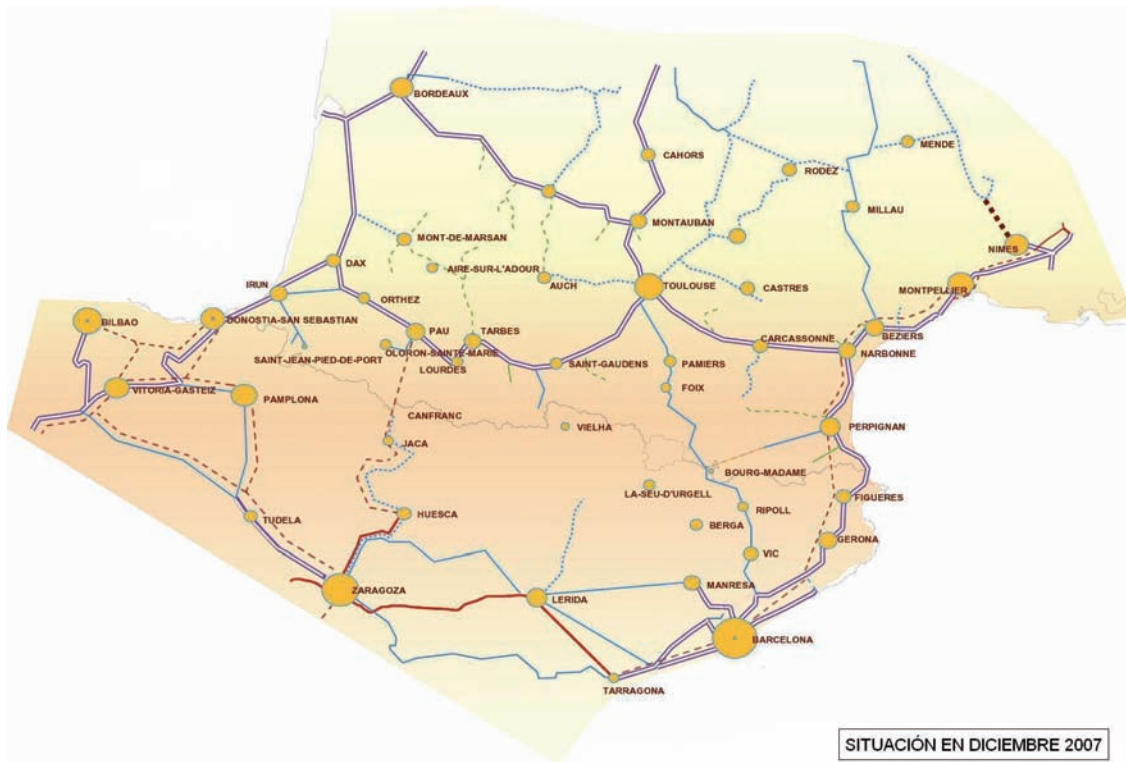 BORDEAUX
CAHORS
MENDE
RODEZ
MILLAU
MONTAUBAN
MONT-DE-MARSAN
NIMES
DAX
AIRE-SUR-L'ADOUR
AUCH
TOULOUSE
CASTRES
MONTPELLIER
IRUN
ORTHEZ
BILBAO
DONOSTIA-SAN SEBASTIAN
PAU
TARBES
BEZIERS
CARCASSONNE
NARBONNE
SAINT-JEAN-PIED-DE-PORT
OLORON-SAINTE-MARIE
LOURDES
SAINT-GAUDENS
PAMIERS
FOIX
VITORIA-GASTEIZ
PAMPLONA
CANFRANC
VIELHA
PERPIGNAN
JACA
BOURG-MADAME
LA-SEU-D'URGELL
FIGUERES
RIPOLL
HUESCA
TUDELA
BERGA
GERONA
VIC
ZARAGOZA
LERIDA
MANRESA
BARCELONA
TARRAGONA
SITUACIÓN EN DICIEMBRE 2007